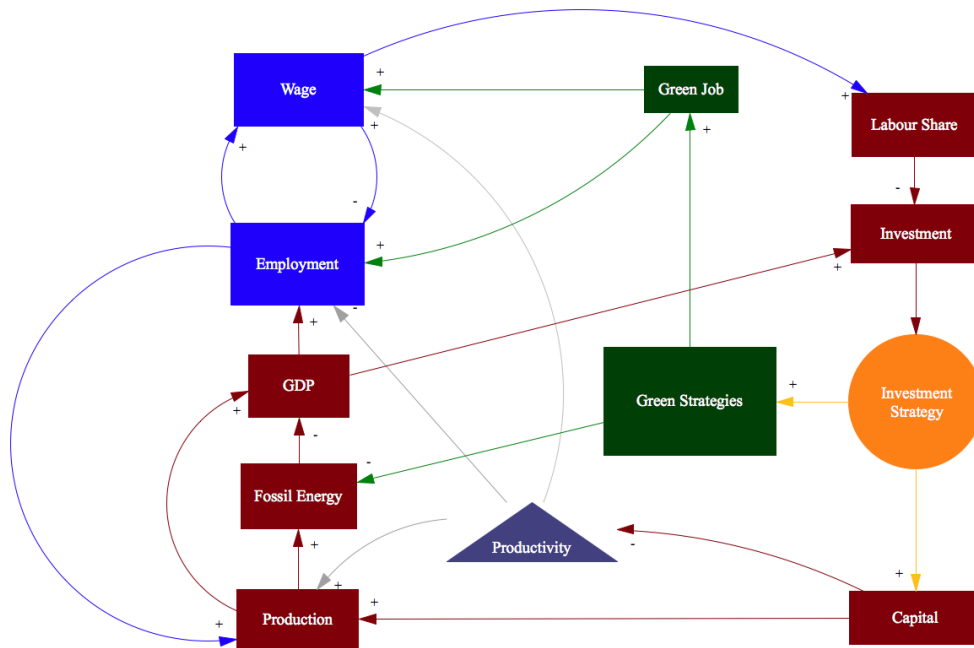 Wage
+
Green Job
+
+
+
Labour Share
+
+
-
-
Employment
+
Investment
+
-
+
GDP
+
Green Strategies
+
Investment
Strategy
-
Fossil Energy
-
+
Productivity
-
+
+
+
+
Production
Capital